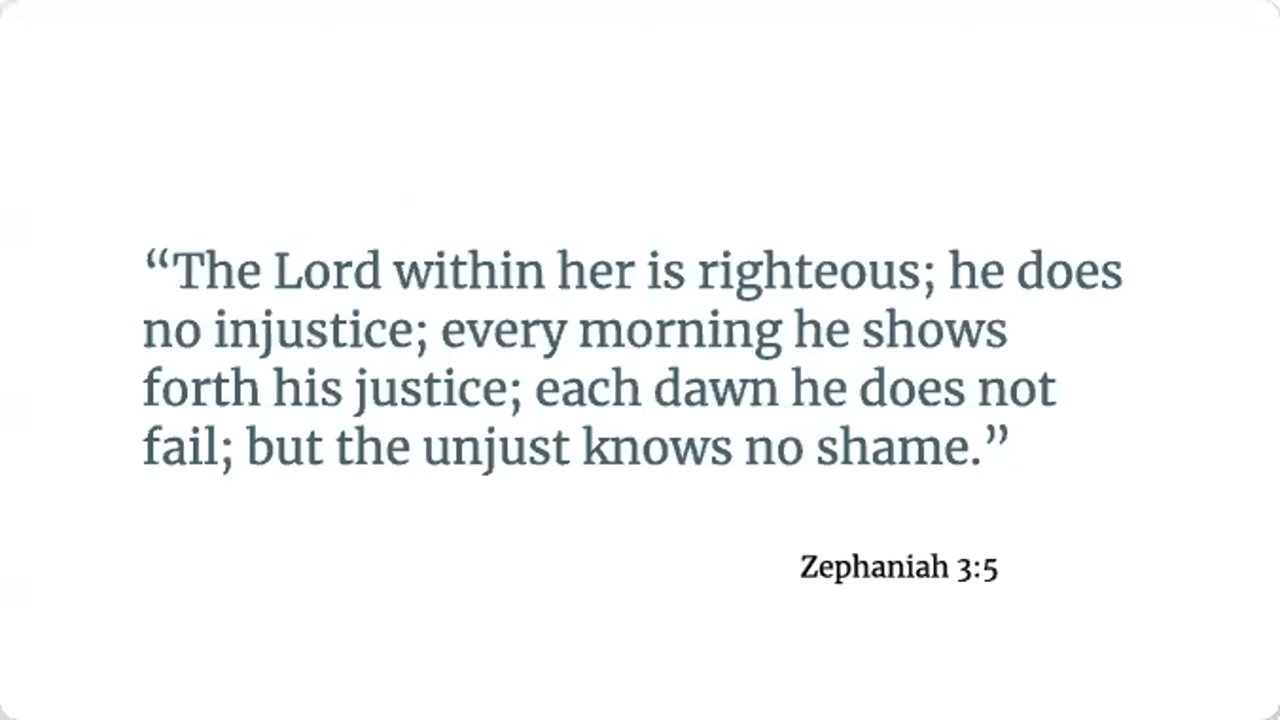 “The Lord within her is righteous; he does
no injustice; every morning he shows
forth his justice; each dawn he does not
fail; but the unjust knows no shame.”
Zephaniah 3:5